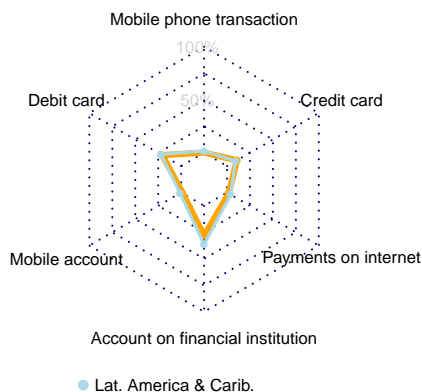 Mobile phone transaction
100%
Debit card
50%
Credit card
Mobile account
Payments on internet
Account on financial institution
Lat. America & Carib.